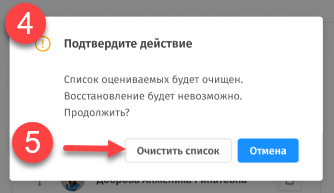 4
Подтвердите действие
Список оцениваемых будет очищен.
Восстановление будет невозможно.
Продолжить?
5
Очистить список
Отмена